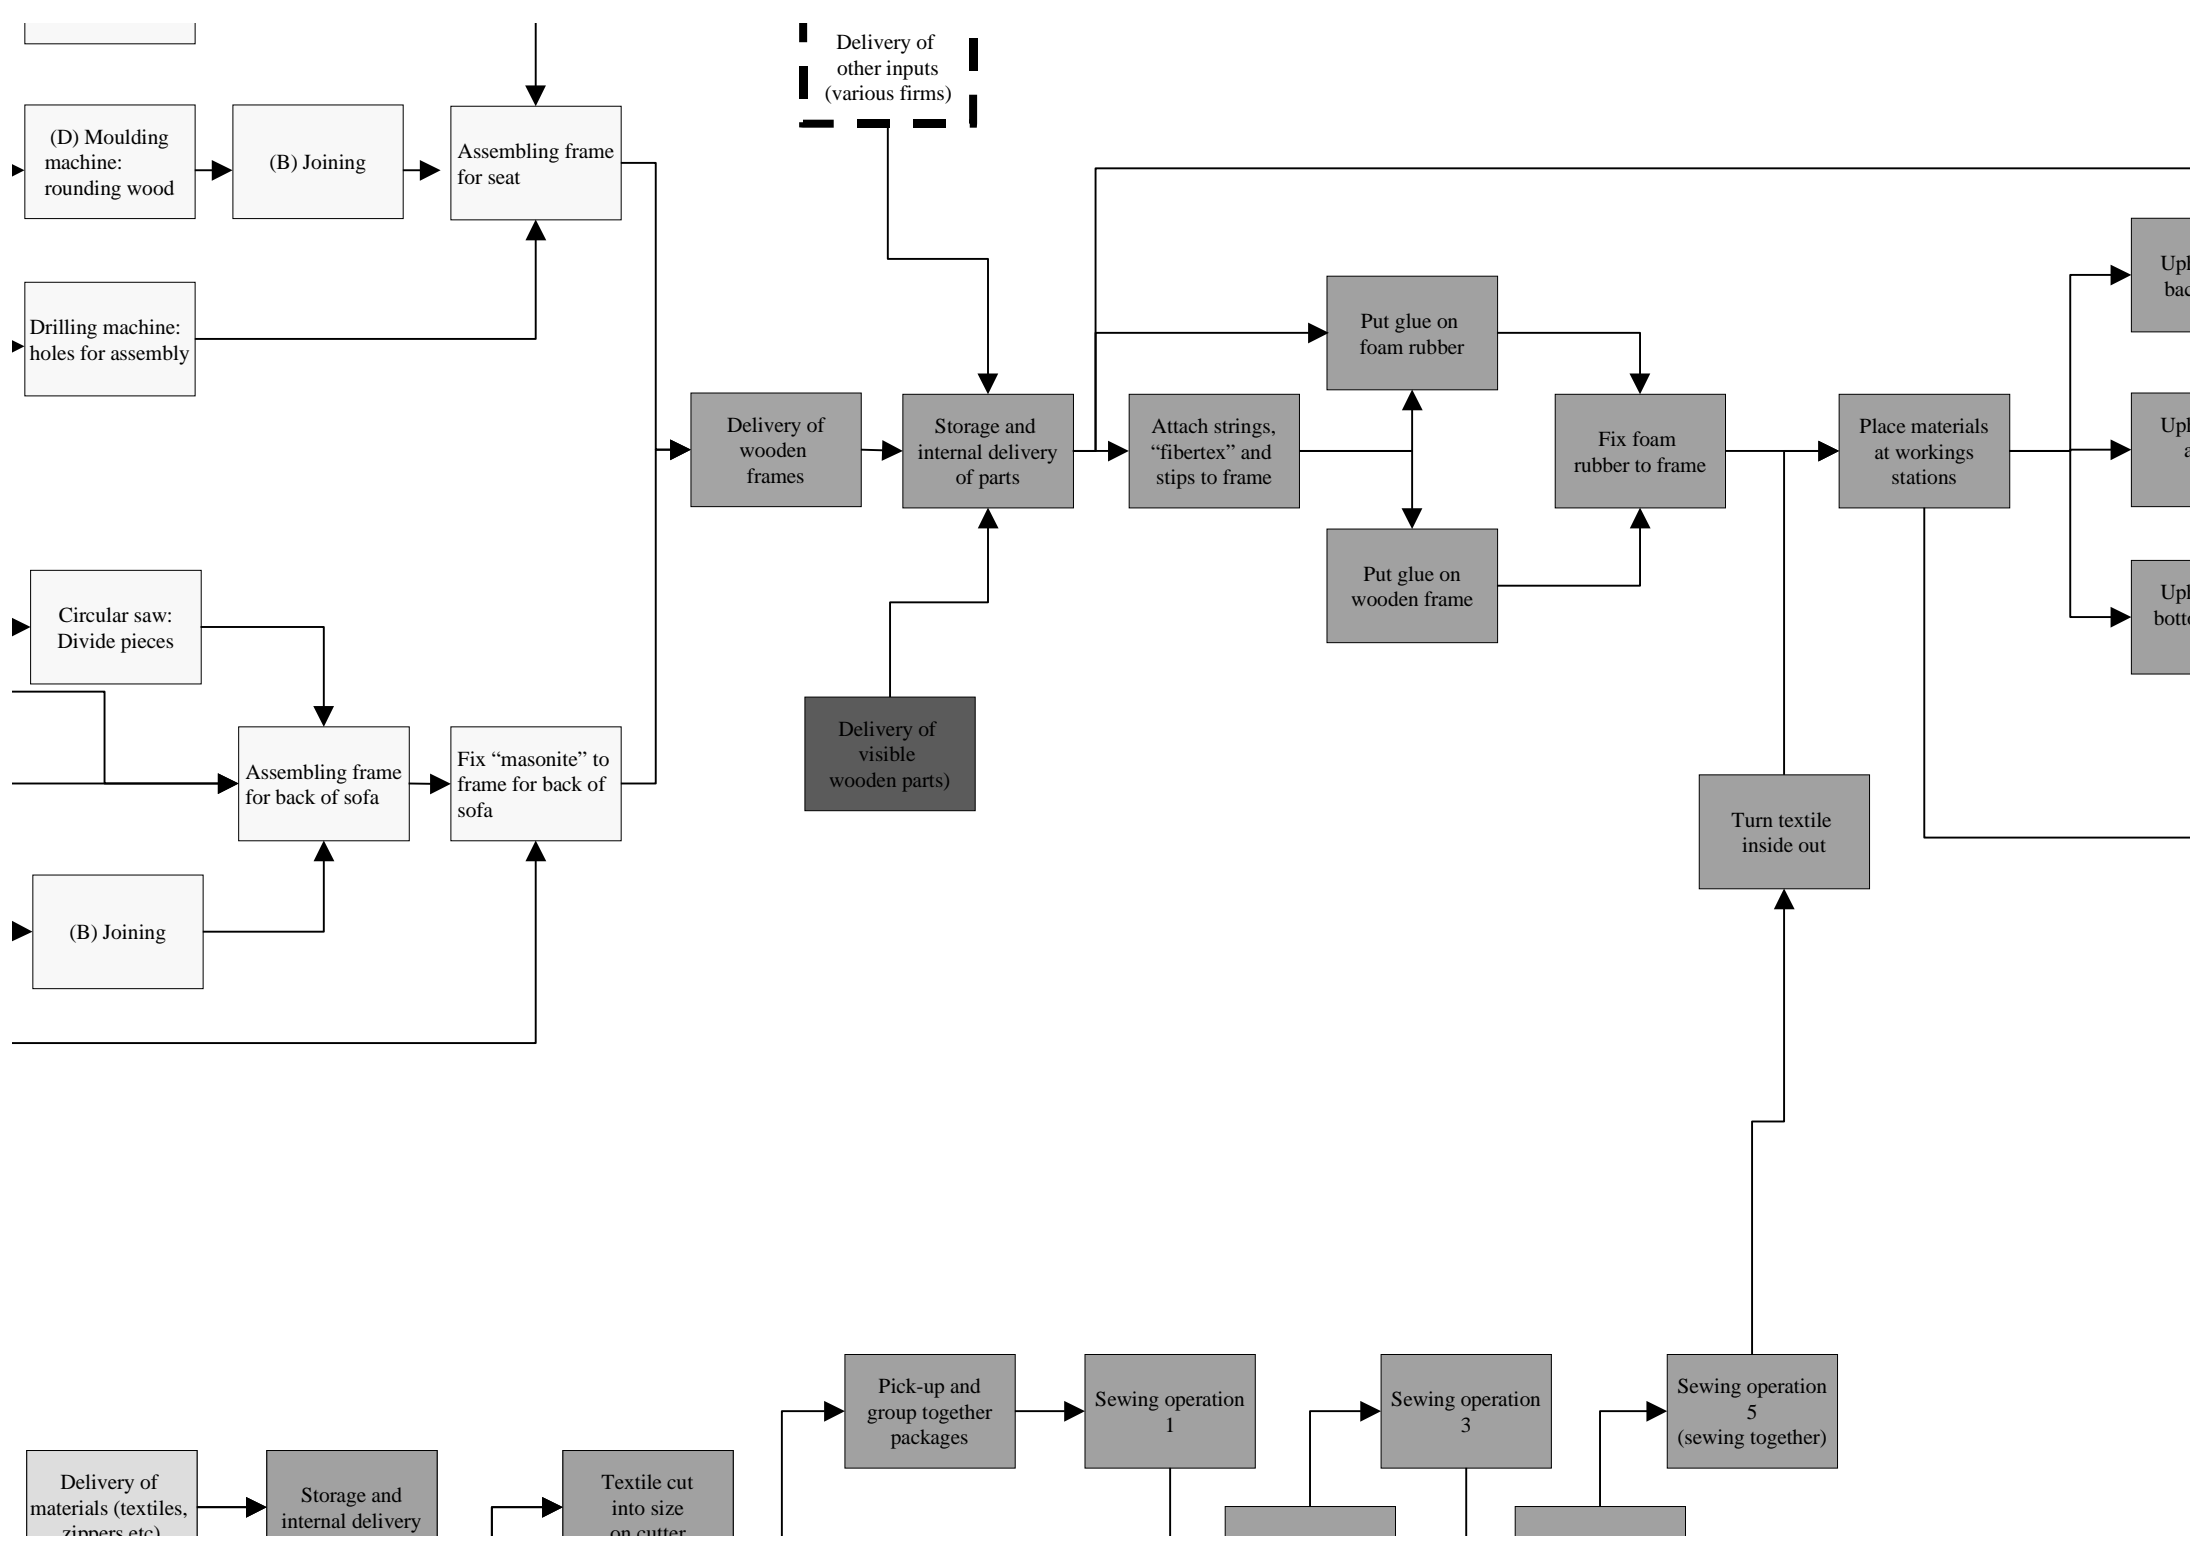 Delivery of
other inputs
(various firms)
(D) Moulding
machine:
rounding wood
(B) Joining
Assembling frame
for seat
Drilling machine:
holes for assembly
Put glue on
foam rubber
Delivery of
wooden
frames
Storage and
internal delivery
of parts
Attach strings,
“fibertex” and
stips to frame
Fix foam
rubber to frame
Place materials
at workings
stations
Put glue on
wooden frame
Circular saw:
Divide pieces
Assembling frame
for back of sofa
Fix “masonite” to
frame for back of
sofa
Delivery of
visible
wooden parts)
Turn textile
inside out
(B) Joining
Pick-up and
group together
packages
Sewing operation
1
Sewing operation
3
Sewing operation
5
(sewing together)
Delivery of
materials (textiles,
zippers etc)
Storage and
internal delivery
Textile cut
into size
on cutter